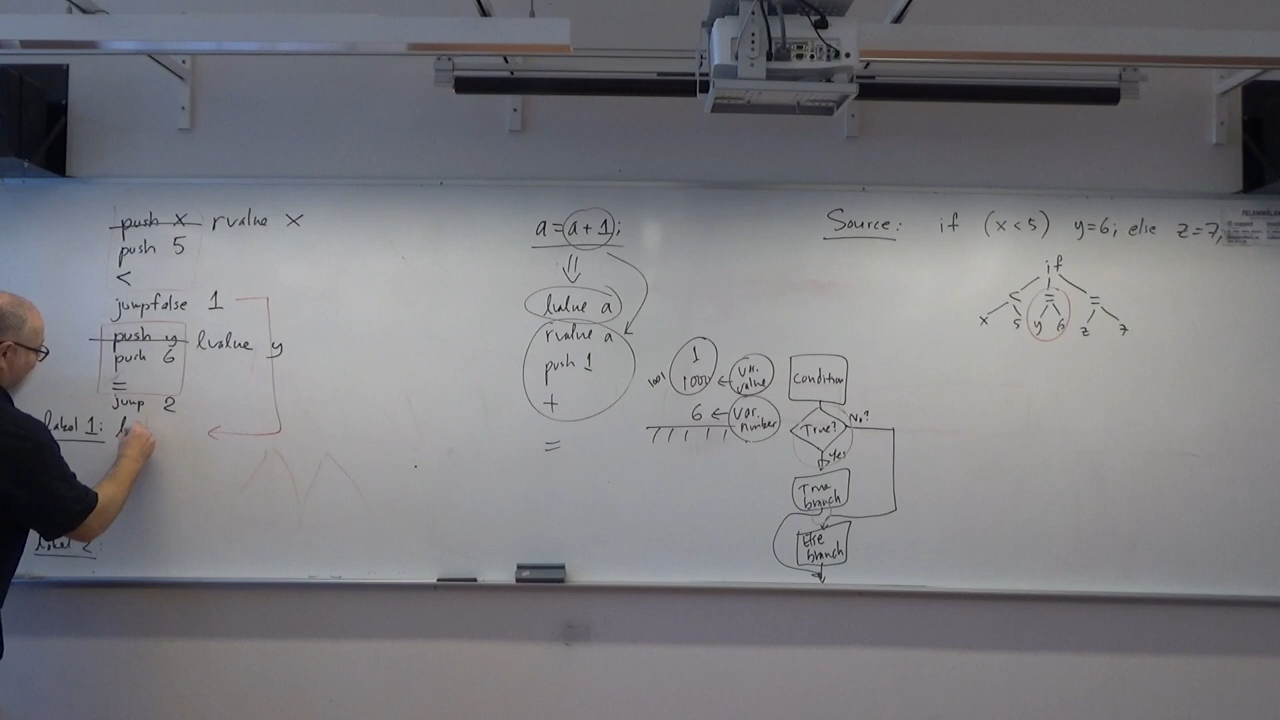 push x rvalue x
push 5
<
jumpfalse 1
push y lvalue y
push 6
=
jump 2
label 1: l
label 2:
a = a + 1;
⇓
lvalue a
rvalue a
push 1
+
=
1
1001 1000 ← var. value
6 ← var. number
Condition
True? No?
Yes
True branch
Else branch
Source: if (x<5) y=6; else z=7;
if
< = =
x 5 y 6 z 7